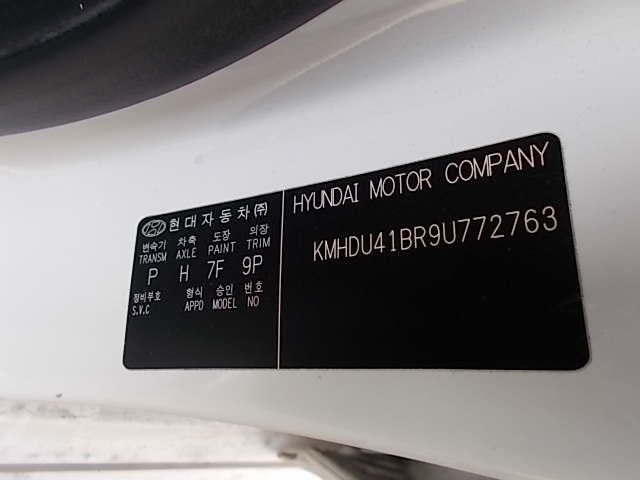 현대자동차㈜
변속기 차축 도장 의장
TRANSM AXLE PAINT TRIM
P H 7F 9P
정비부호 형식 승인 번호
S.V.C APPD MODEL NO
HYUNDAI MOTOR COMPANY
KMHDU41BR9U772763